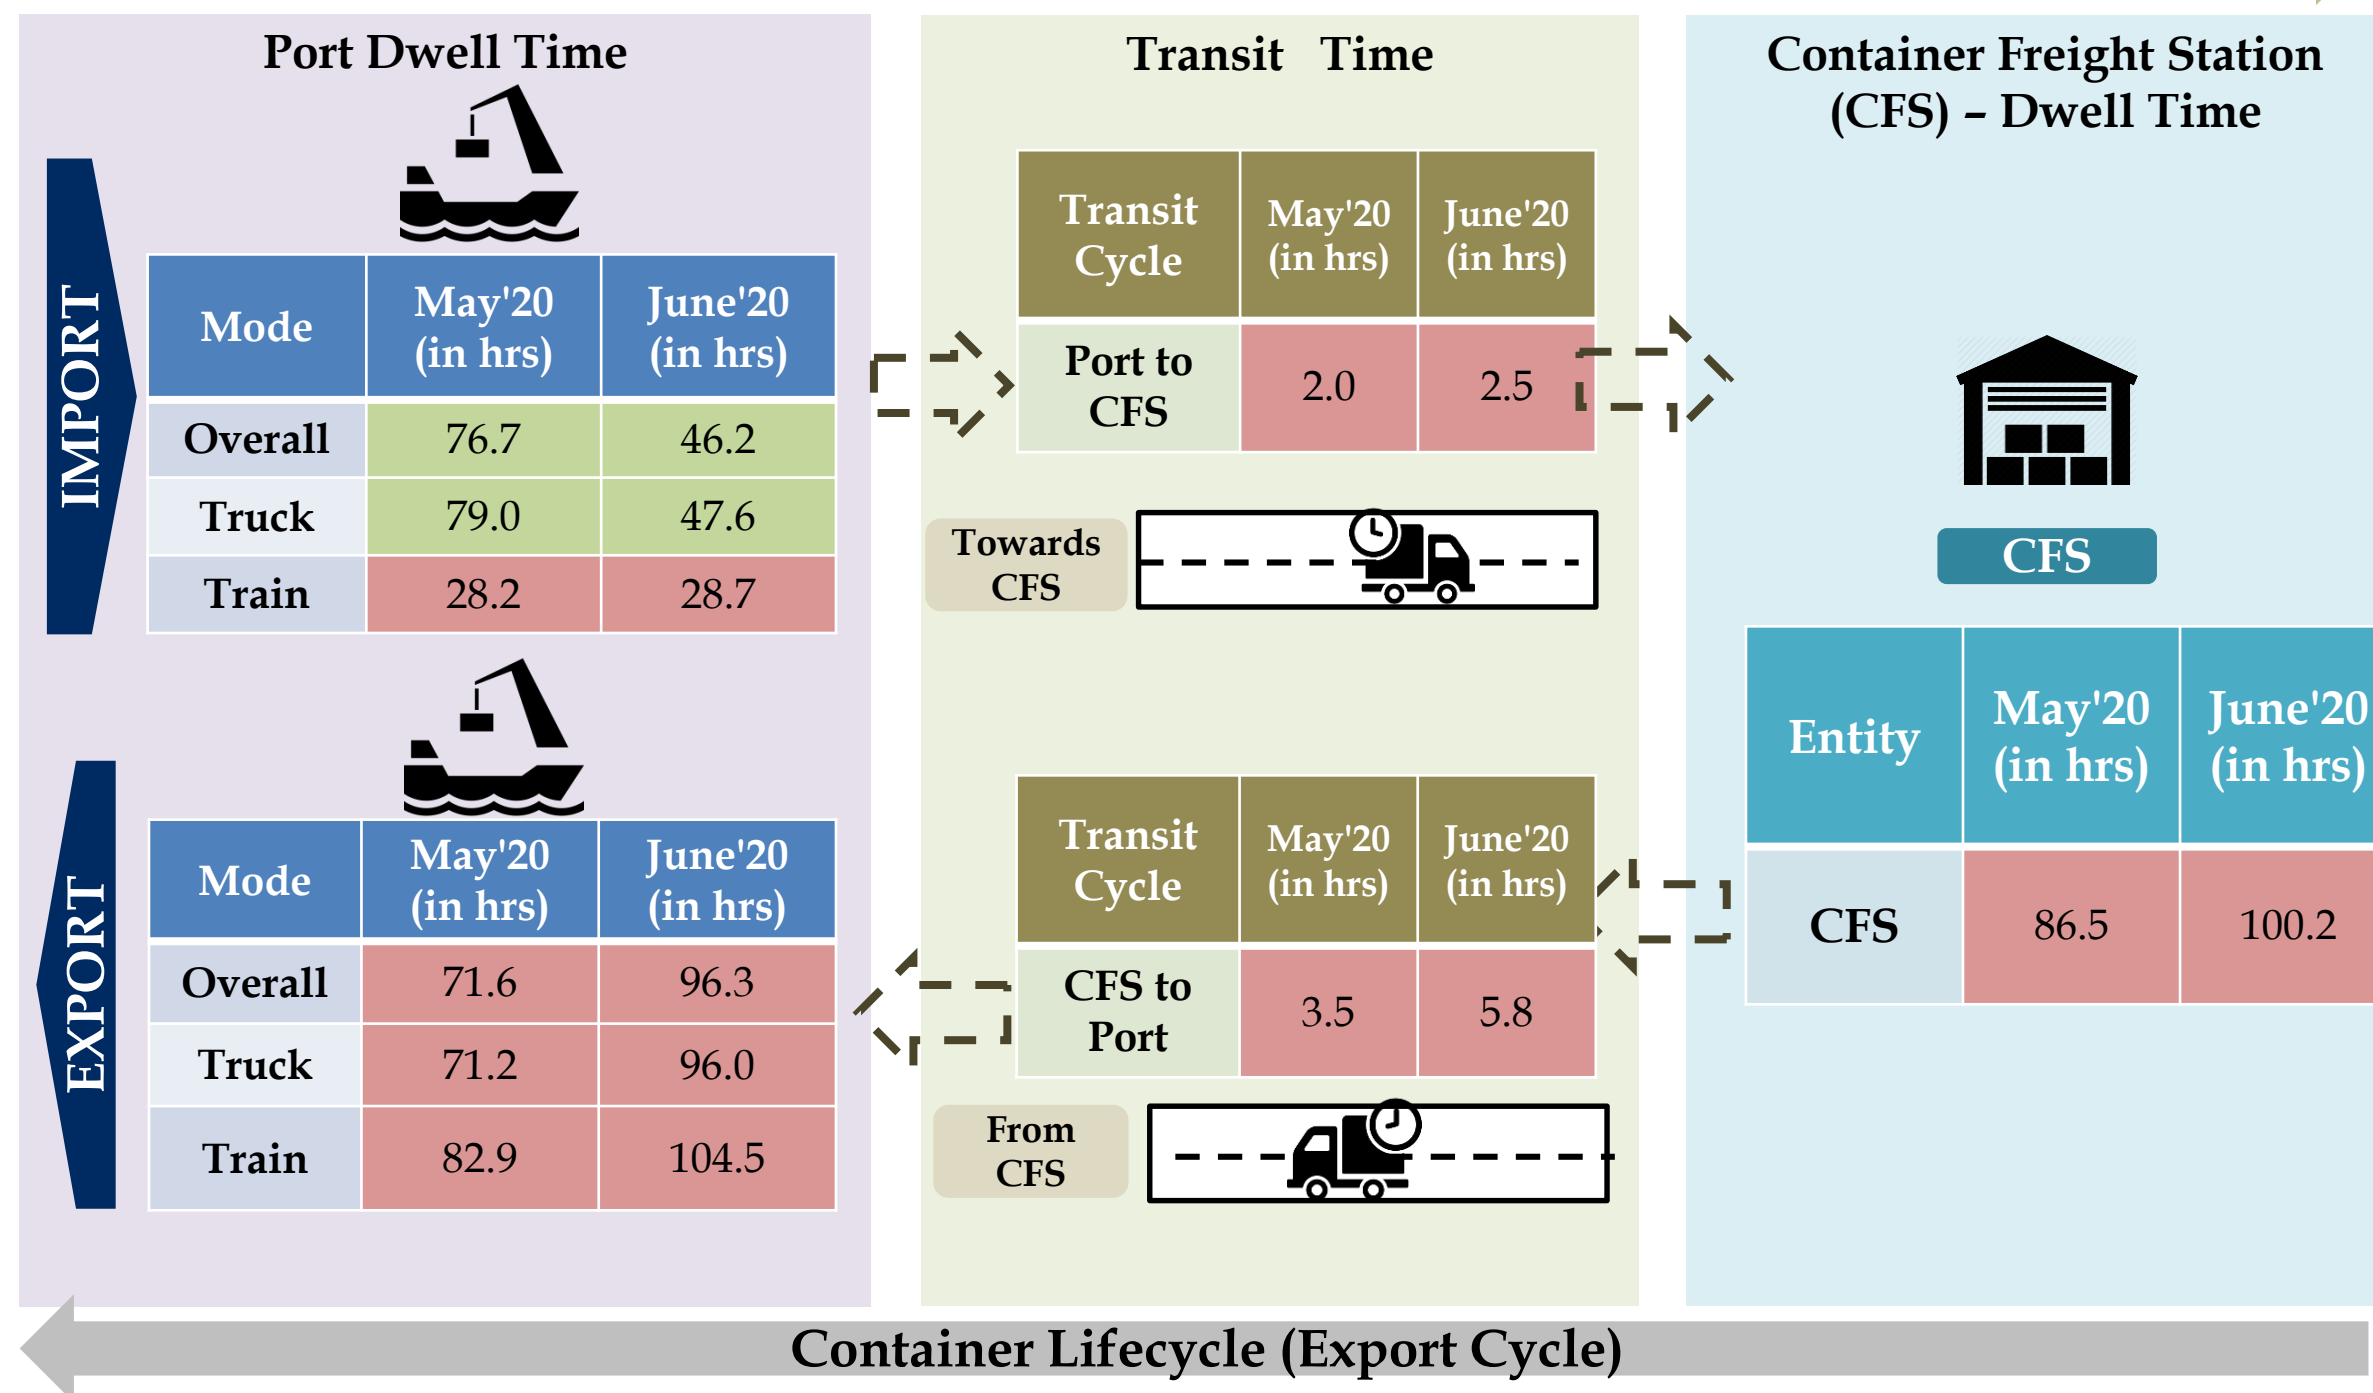 Port Dwell Time
IMPORT
Mode May'20 (in hrs) June'20 (in hrs)
Overall 76.7 46.2
Truck 79.0 47.6
Train 28.2 28.7
EXPORT
Mode May'20 (in hrs) June'20 (in hrs)
Overall 71.6 96.3
Truck 71.2 96.0
Train 82.9 104.5
Transit Time
Transit Cycle May'20 (in hrs) June'20 (in hrs)
Port to CFS 2.0 2.5
Towards
CFS
Transit Cycle May'20 (in hrs) June'20 (in hrs)
CFS to Port 3.5 5.8
From
CFS
Container Freight Station
(CFS) – Dwell Time
CFS
Entity May'20 (in hrs) June'20 (in hrs)
CFS 86.5 100.2
Container Lifecycle (Export Cycle)